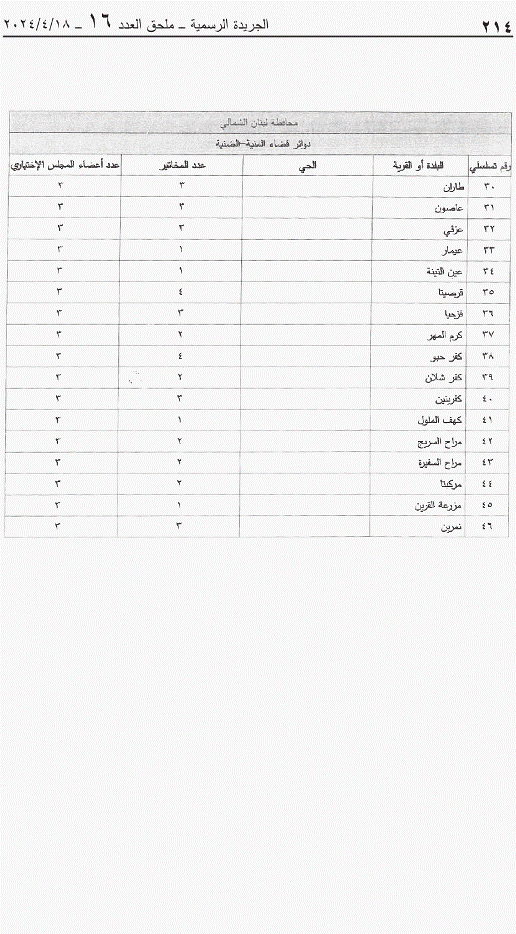 ٢١٤ الجريدة الرسمية – ملحق العدد ١٦ – ٢٠٢٤/٤/١٨
محافظة لبنان الشمالي
دوائر قضاء المنية-الضنية
رقم تسلسلي البلدة أو القرية الحي عدد المخاتير عدد أعضاء المجلس الإختياري
٣٠ طاران ٣ ٣
٣١ عاصون ٣ ٣
٣٢ عزقي ٣ ٣
٣٣ عيمار ١ ٣
٣٤ عين التينة ١ ٣
٣٥ قرصيتا ٤ ٣
٣٦ قرحيا ٣ ٣
٣٧ كرم المهر ٢ ٣
٣٨ كفر حبو ٤ ٣
٣٩ كفر شلان ٢ ٣
٤٠ كفربنين ٣ ٣
٤١ كهف الملول ١ ٣
٤٢ مراح السريج ٢ ٣
٤٣ مراح السفيرة ٢ ٣
٤٤ مركبتا ٢ ٣
٤٥ مزرعة القرين ١ ٣
٤٦ نمرين ٣ ٣